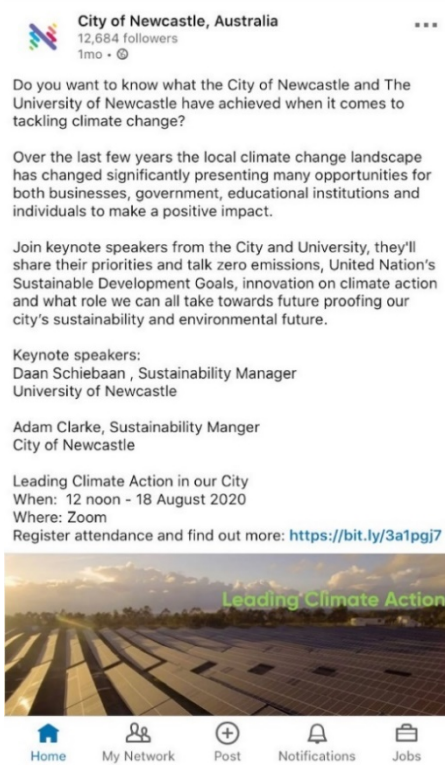 City of Newcastle, Australia
12,684 followers
1mo •
Do you want to know what the City of Newcastle and The
University of Newcastle have achieved when it comes to
tackling climate change?
Over the last few years the local climate change landscape
has changed significantly presenting many opportunities for
both businesses, government, educational institutions and
individuals to make a positive impact.
Join keynote speakers from the City and University, they'll
share their priorities and talk zero emissions, United Nation's
Sustainable Development Goals, innovation on climate action
and what role we can all take towards future proofing our
city's sustainability and environmental future.
Keynote speakers:
Daan Schiebaan , Sustainability Manager
University of Newcastle
Adam Clarke, Sustainability Manger
City of Newcastle
Leading Climate Action in our City
When: 12 noon - 18 August 2020
Where: Zoom
Register attendance and find out more: https://bit.ly/3a1pgj7
Leading Climate Action
Home
My Network
Post
Notifications
Jobs